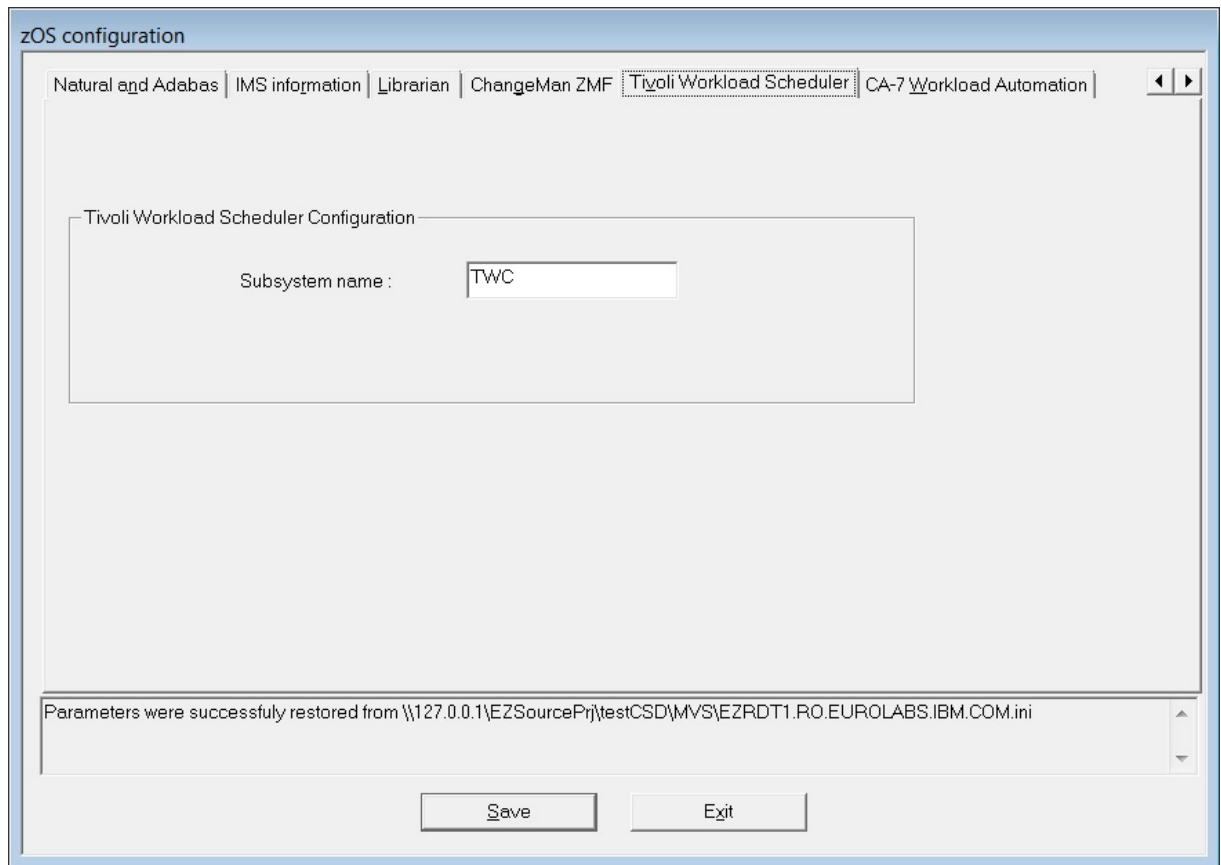 zOS configuration
Natural and Adabas IMS information Librarian ChangeMan ZMF Tivoli Workload Scheduler CA-7 Workload Automation
Tivoli Workload Scheduler Configuration
Subsystem name : TWC
Parameters were successfuly restored from \\127.0.0.1\EZSourcePrj\testCSD\MVS\EZRDT1.RO.EUROLABS.IBM.COM.ini
Save Exit